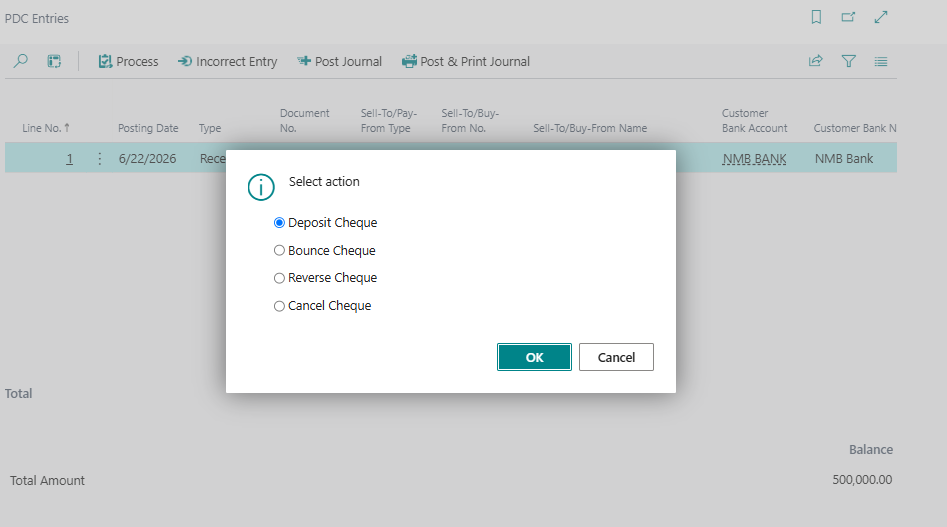 PDC Entries
Process Incorrect Entry Post Journal Post & Print Journal
Line No. ↑ Posting Date Type Document No. Sell-To/Pay-From Type Sell-To/Buy-From No. Sell-To/Buy-From Name Customer Bank Account Customer Bank N
1 6/22/2026 Rece NMB BANK NMB Bank
Select action
Deposit Cheque
Bounce Cheque
Reverse Cheque
Cancel Cheque
OK Cancel
Total
Balance
Total Amount 500,000.00